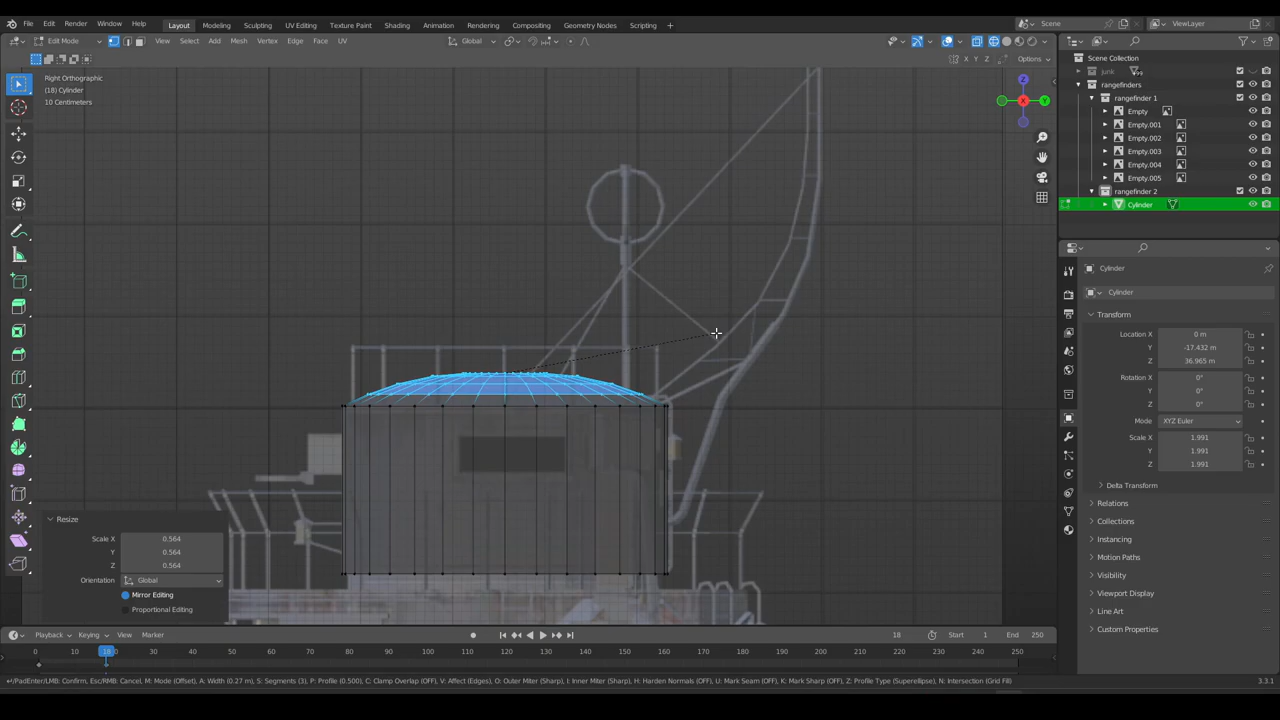 File Edit Render Window Help Layout Modeling Sculpting UV Editing Texture Paint Shading Animation Rendering Compositing Geometry Nodes Scripting + Scene ViewLayer
Edit Mode View Select Add Mesh Vertex Edge Face UV Global
X Y Z Options
Right Orthographic
(18) Cylinder
10 Centimeters
Z
X
Y
Scene Collection
junk
rangefinders
rangefinder 1
Empty
Empty.001
Empty.002
Empty.003
Empty.004
Empty.005
rangefinder 2
Cylinder
Cylinder
Cylinder
Transform
Location X 0 m
Y -17.432 m
Z 36.965 m
Rotation X 0°
Y 0°
Z 0°
Mode XYZ Euler
Scale X 1.991
Y 1.991
Z 1.991
Delta Transform
Relations
Collections
Instancing
Motion Paths
Visibility
Viewport Display
Line Art
Custom Properties
Resize
Scale X 0.564
Y 0.564
Z 0.564
Orientation Global
Mirror Editing
Proportional Editing
Playback Keying View Marker 18 Start 1 End 250
0 10 18 20 30 40 50 60 70 80 90 100 110 120 130 140 150 160 170 180 190 200 210 220 230 240 250
/PadEnter/LMB: Confirm, Esc/RMB: Cancel, M: Mode (Offset), A: Width (0.27 m), S: Segments (3), P: Profile (0.500), C: Clamp Overlap (OFF), V: Affect (Edges), O: Outer Miter (Sharp), I: Inner Miter (Sharp), H: Harden Normals (OFF), U: Mark Seam (OFF), K: Mark Sharp (OFF), Z: Profile Type (Superellipse), N: Intersection (Grid Fill) 3.3.1